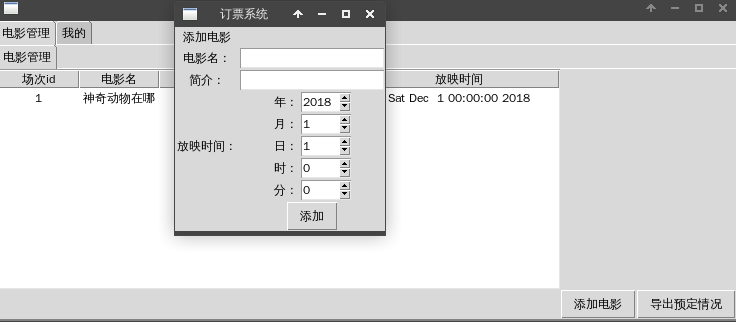 订票系统
电影管理 我的
添加电影
电影管理
电影名：
简介：
场次id 电影名 放映时间
1 神奇动物在哪 Sat Dec 1 00:00:00 2018
年： 2018
月： 1
放映时间： 日： 1
时： 0
分： 0
添加
添加电影 导出预定情况